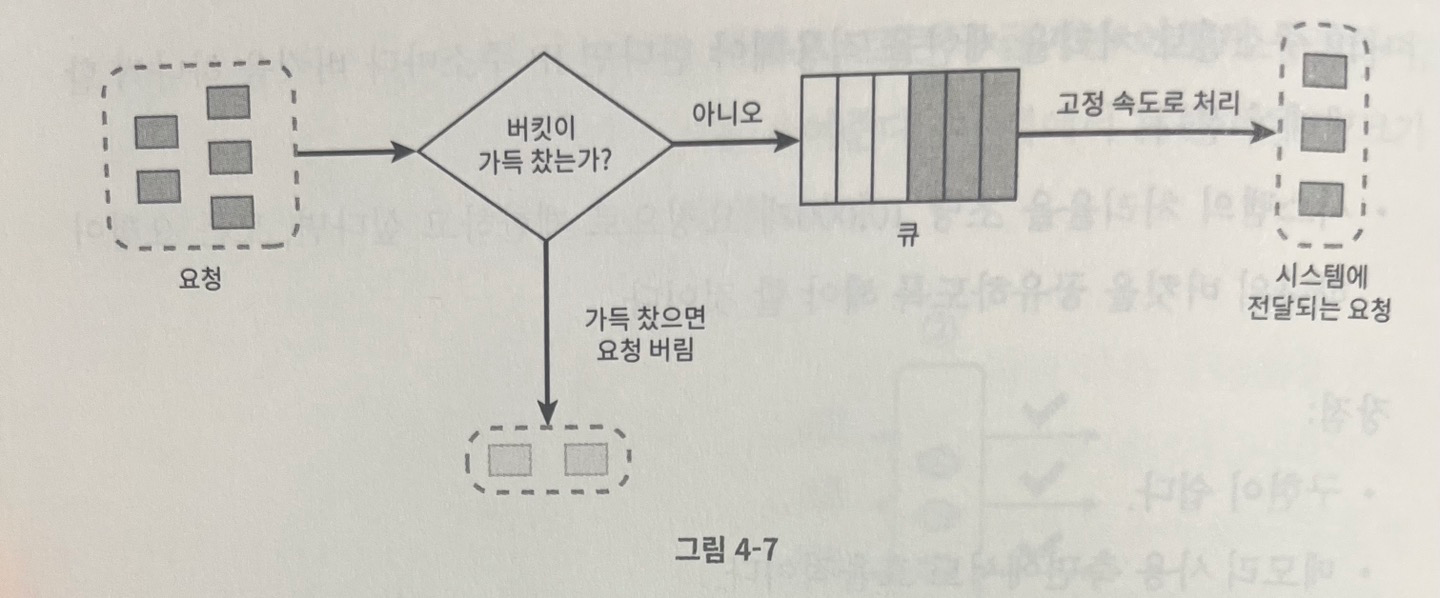 요청
버킷이
가득 찼는가?
아니오
큐
고정 속도로 처리
시스템에
전달되는 요청
가득 찼으면
요청 버림
그림 4-7